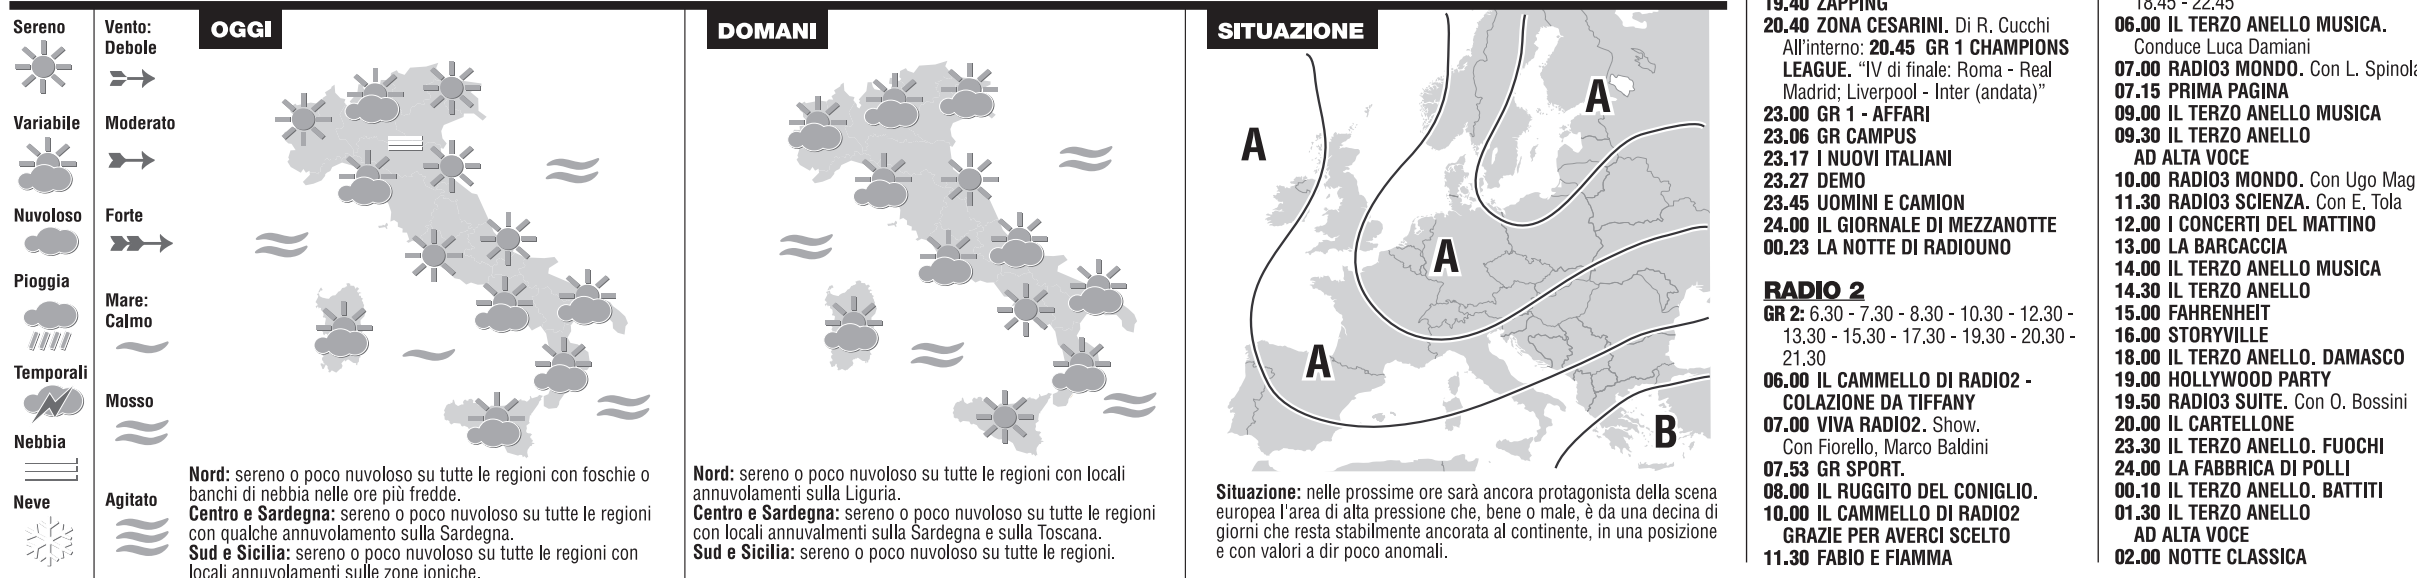 Sereno
Variabile
Nuvoloso
Pioggia
Temporali
Nebbia
Neve
Vento:
Debole
Moderato
Forte
Mare:
Calmo
Mosso
Agitato
OGGI
Nord: sereno o poco nuvoloso su tutte le regioni con foschie o
banchi di nebbia nelle ore più fredde.
Centro e Sardegna: sereno o poco nuvoloso su tutte le regioni
con qualche annuvolamento sulla Sardegna.
Sud e Sicilia: sereno o poco nuvoloso su tutte le regioni con
locali annuvolamenti sulle zone ioniche.
DOMANI
Nord: sereno o poco nuvoloso su tutte le regioni con locali
annuvolamenti sulla Liguria.
Centro e Sardegna: sereno o poco nuvoloso su tutte le regioni
con locali annuvalmenti sulla Sardegna e sulla Toscana.
Sud e Sicilia: sereno o poco nuvoloso su tutte le regioni.
SITUAZIONE
A
A
A
A
B
Situazione: nelle prossime ore sarà ancora protagonista della scena
europea l'area di alta pressione che, bene o male, è da una decina di
giorni che resta stabilmente ancorata al continente, in una posizione
e con valori a dir poco anomali.
19.40 ZAPPING
20.40 ZONA CESARINI. Di R. Cucchi
All'interno: 20.45 GR 1 CHAMPIONS
LEAGUE. “IV di finale: Roma - Real
Madrid; Liverpool - Inter (andata)”
23.00 GR 1 - AFFARI
23.06 GR CAMPUS
23.17 I NUOVI ITALIANI
23.27 DEMO
23.45 UOMINI E CAMION
24.00 IL GIORNALE DI MEZZANOTTE
00.23 LA NOTTE DI RADIOUNO
RADIO 2
GR 2: 6.30 - 7.30 - 8.30 - 10.30 - 12.30 -
13.30 - 15.30 - 17.30 - 19.30 - 20.30 -
21.30
06.00 IL CAMMELLO DI RADIO2 -
COLAZIONE DA TIFFANY
07.00 VIVA RADIO2. Show.
Con Fiorello, Marco Baldini
07.53 GR SPORT.
08.00 IL RUGGITO DEL CONIGLIO.
10.00 IL CAMMELLO DI RADIO2
GRAZIE PER AVERCI SCELTO
11.30 FABIO E FIAMMA
18.45 - 22.45
06.00 IL TERZO ANELLO MUSICA.
Conduce Luca Damiani
07.00 RADIO3 MONDO. Con L. Spinola
07.15 PRIMA PAGINA
09.00 IL TERZO ANELLO MUSICA
09.30 IL TERZO ANELLO
AD ALTA VOCE
10.00 RADIO3 MONDO. Con Ugo Mag
11.30 RADIO3 SCIENZA. Con E. Tola
12.00 I CONCERTI DEL MATTINO
13.00 LA BARCACCIA
14.00 IL TERZO ANELLO MUSICA
14.30 IL TERZO ANELLO
15.00 FAHRENHEIT
16.00 STORYVILLE
18.00 IL TERZO ANELLO. DAMASCO
19.00 HOLLYWOOD PARTY
19.50 RADIO3 SUITE. Con O. Bossini
20.00 IL CARTELLONE
23.30 IL TERZO ANELLO. FUOCHI
24.00 LA FABBRICA DI POLLI
00.10 IL TERZO ANELLO. BATTITI
01.30 IL TERZO ANELLO
AD ALTA VOCE
02.00 NOTTE CLASSICA